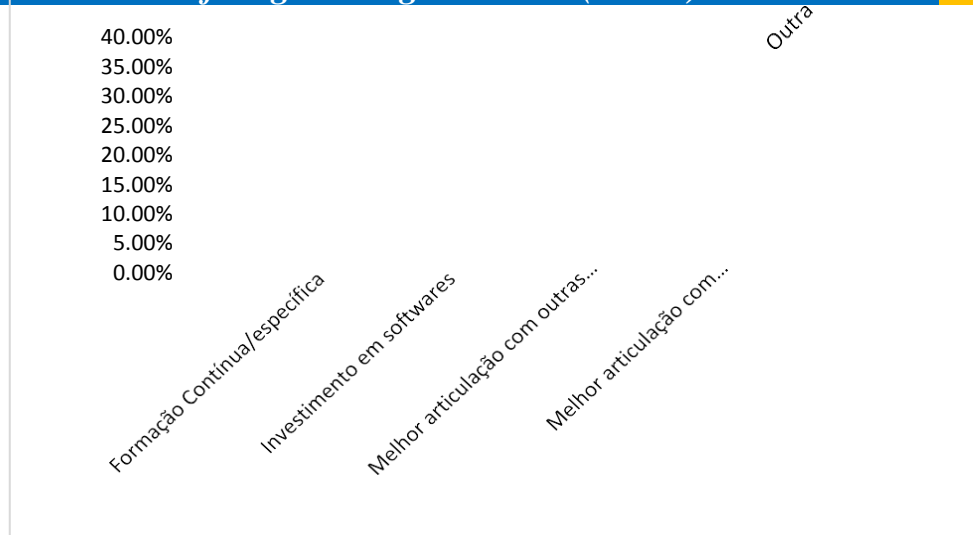 40.00%
35.00%
30.00%
25.00%
20.00%
15.00%
10.00%
5.00%
0.00%
Formação Contínua/específica
Investimento em softwares
Melhor articulação com outras...
Melhor articulação com...
Outra